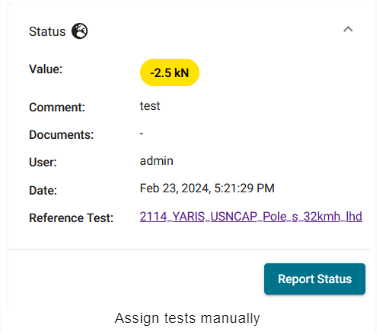 Status
Value: -2.5 kN
Comment: test
Documents: -
User: admin
Date: Feb 23, 2024, 5:21:29 PM
Reference Test: 2114_YARIS_USNCAP_Pole_s_32kmh_lhd
Report Status
Assign tests manually